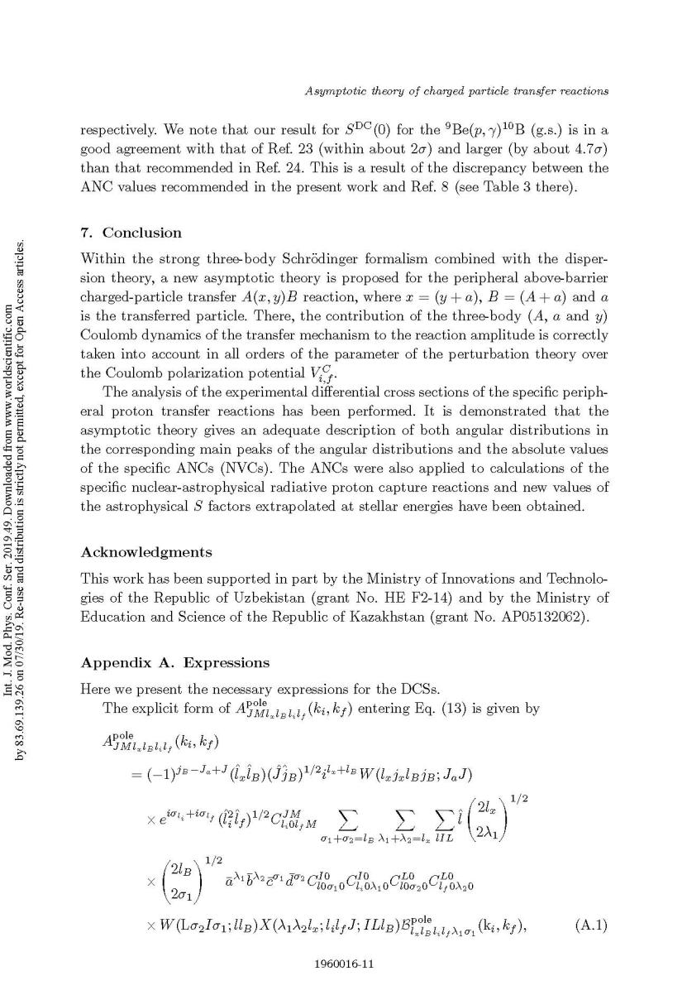 Asymptotic theory of charged particle transfer reactions
respectively. We note that our result for S^{DC}(0) for the ^9Be(p, γ)^{10}B (g.s.) is in a
good agreement with that of Ref. 23 (within about 2σ) and larger (by about 4.7σ)
than that recommended in Ref. 24. This is a result of the discrepancy between the
ANC values recommended in the present work and Ref. 8 (see Table 3 there).
7. Conclusion
Within the strong three-body Schrödinger formalism combined with the disper-
sion theory, a new asymptotic theory is proposed for the peripheral above-barrier
charged-particle transfer A(x, y)B reaction, where x = (y + a), B = (A + a) and a
is the transferred particle. There, the contribution of the three-body (A, a and y)
Coulomb dynamics of the transfer mechanism to the reaction amplitude is correctly
taken into account in all orders of the parameter of the perturbation theory over
the Coulomb polarization potential V^C_{i,f}.
The analysis of the experimental differential cross sections of the specific periph-
eral proton transfer reactions has been performed. It is demonstrated that the
asymptotic theory gives an adequate description of both angular distributions in
the corresponding main peaks of the angular distributions and the absolute values
of the specific ANCs (NVCs). The ANCs were also applied to calculations of the
specific nuclear-astrophysical radiative proton capture reactions and new values of
the astrophysical S factors extrapolated at stellar energies have been obtained.
Acknowledgments
This work has been supported in part by the Ministry of Innovations and Technolo-
gies of the Republic of Uzbekistan (grant No. HE F2-14) and by the Ministry of
Education and Science of the Republic of Kazakhstan (grant No. AP05132062).
Appendix A. Expressions
Here we present the necessary expressions for the DCSs.
The explicit form of A^{pole}_{JMl_xl_Bl_il_f}(k_i, k_f) entering Eq. (13) is given by
A^{pole}_{JMl_xl_Bl_il_f}(k_i, k_f)
= (−1)^{j_B−J_a+J}(l̂_x l̂_B)(Ĵ ĵ_B)^{1/2} i^{l_x+l_B} W(l_x j_x l_B j_B; J_a J)
× e^{iσ_{l_i}+iσ_{l_f}} (l̂_i^2 l̂_f)^{1/2} C^{JM}_{l_i0l_fM} ∑_{σ_1+σ_2=l_B} ∑_{λ_1+λ_2=l_x} ∑_{lIL} l̂ (2l_x 2λ_1)^{1/2}
× (2l_B 2σ_1)^{1/2} ā^{λ_1} b̄^{λ_2} c̄^{σ_1} d̄^{σ_2} C^{I0}_{l0σ_10} C^{I0}_{l_i0λ_10} C^{L0}_{l0σ_20} C^{L0}_{l_f0λ_20}
× W(Lσ_2Iσ_1; ll_B)X(λ_1λ_2l_x; l_il_fJ; ILl_B)ℬ^{pole}_{l_xl_Bl_il_fλ_1σ_1}(k_i, k_f), (A.1)
1960016-11
Int. J. Mod. Phys. Conf. Ser. 2019.49. Downloaded from www.worldscientific.com
by 83.69.139.26 on 07/30/19. Re-use and distribution is strictly not permitted, except for Open Access articles.